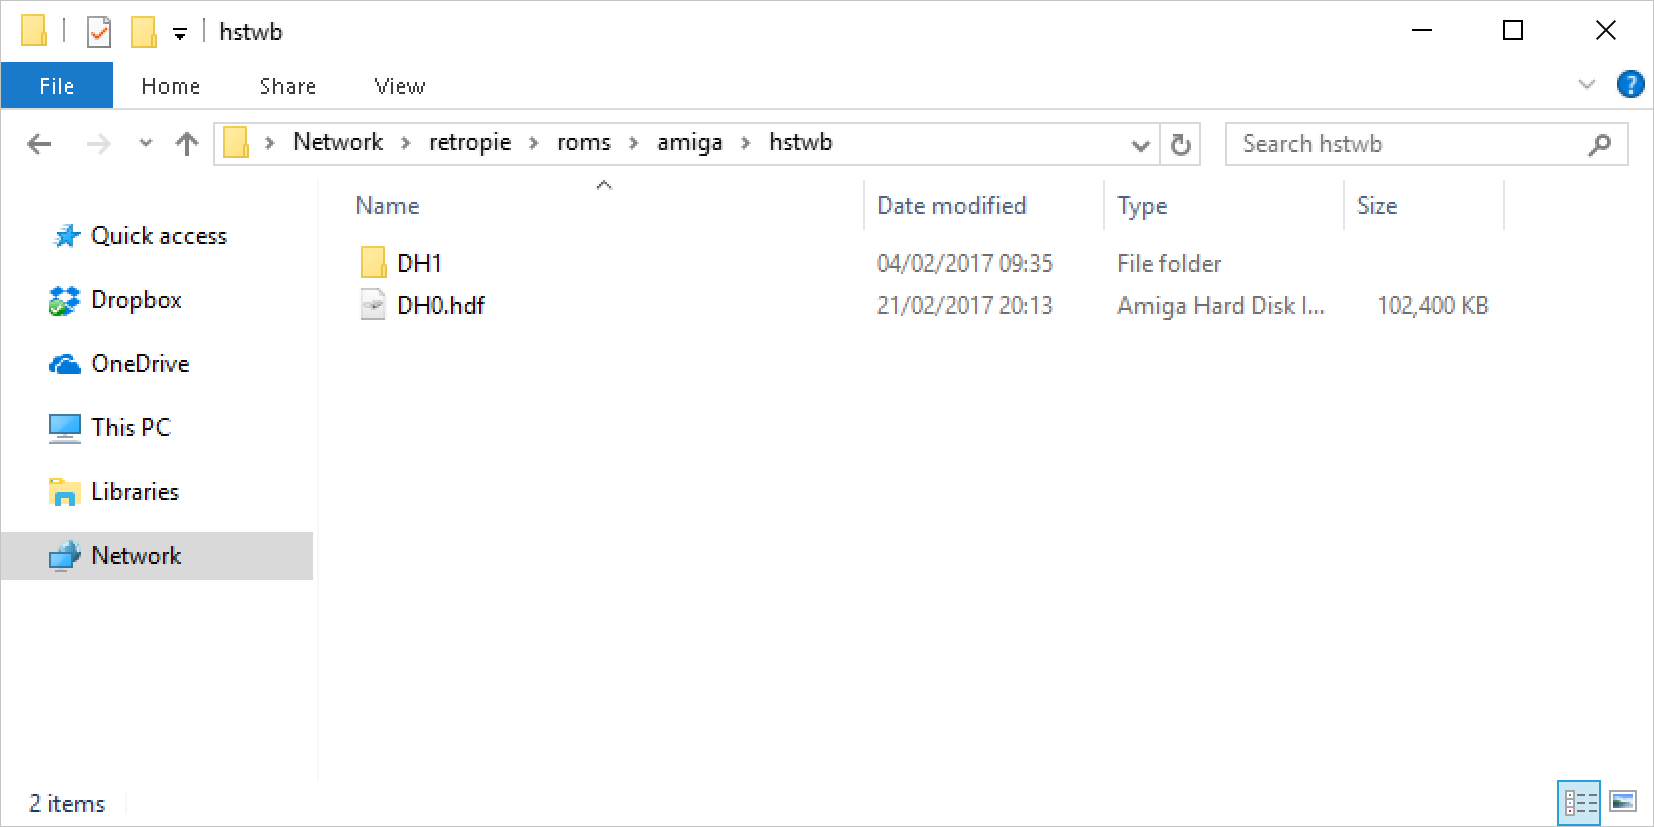 hstwb
File Home Share View
Network retropie roms amiga hstwb Search hstwb
Name Date modified Type Size
Quick access
Dropbox
OneDrive
This PC
Libraries
Network
DH1 04/02/2017 09:35 File folder
DH0.hdf 21/02/2017 20:13 Amiga Hard Disk I... 102,400 KB
2 items